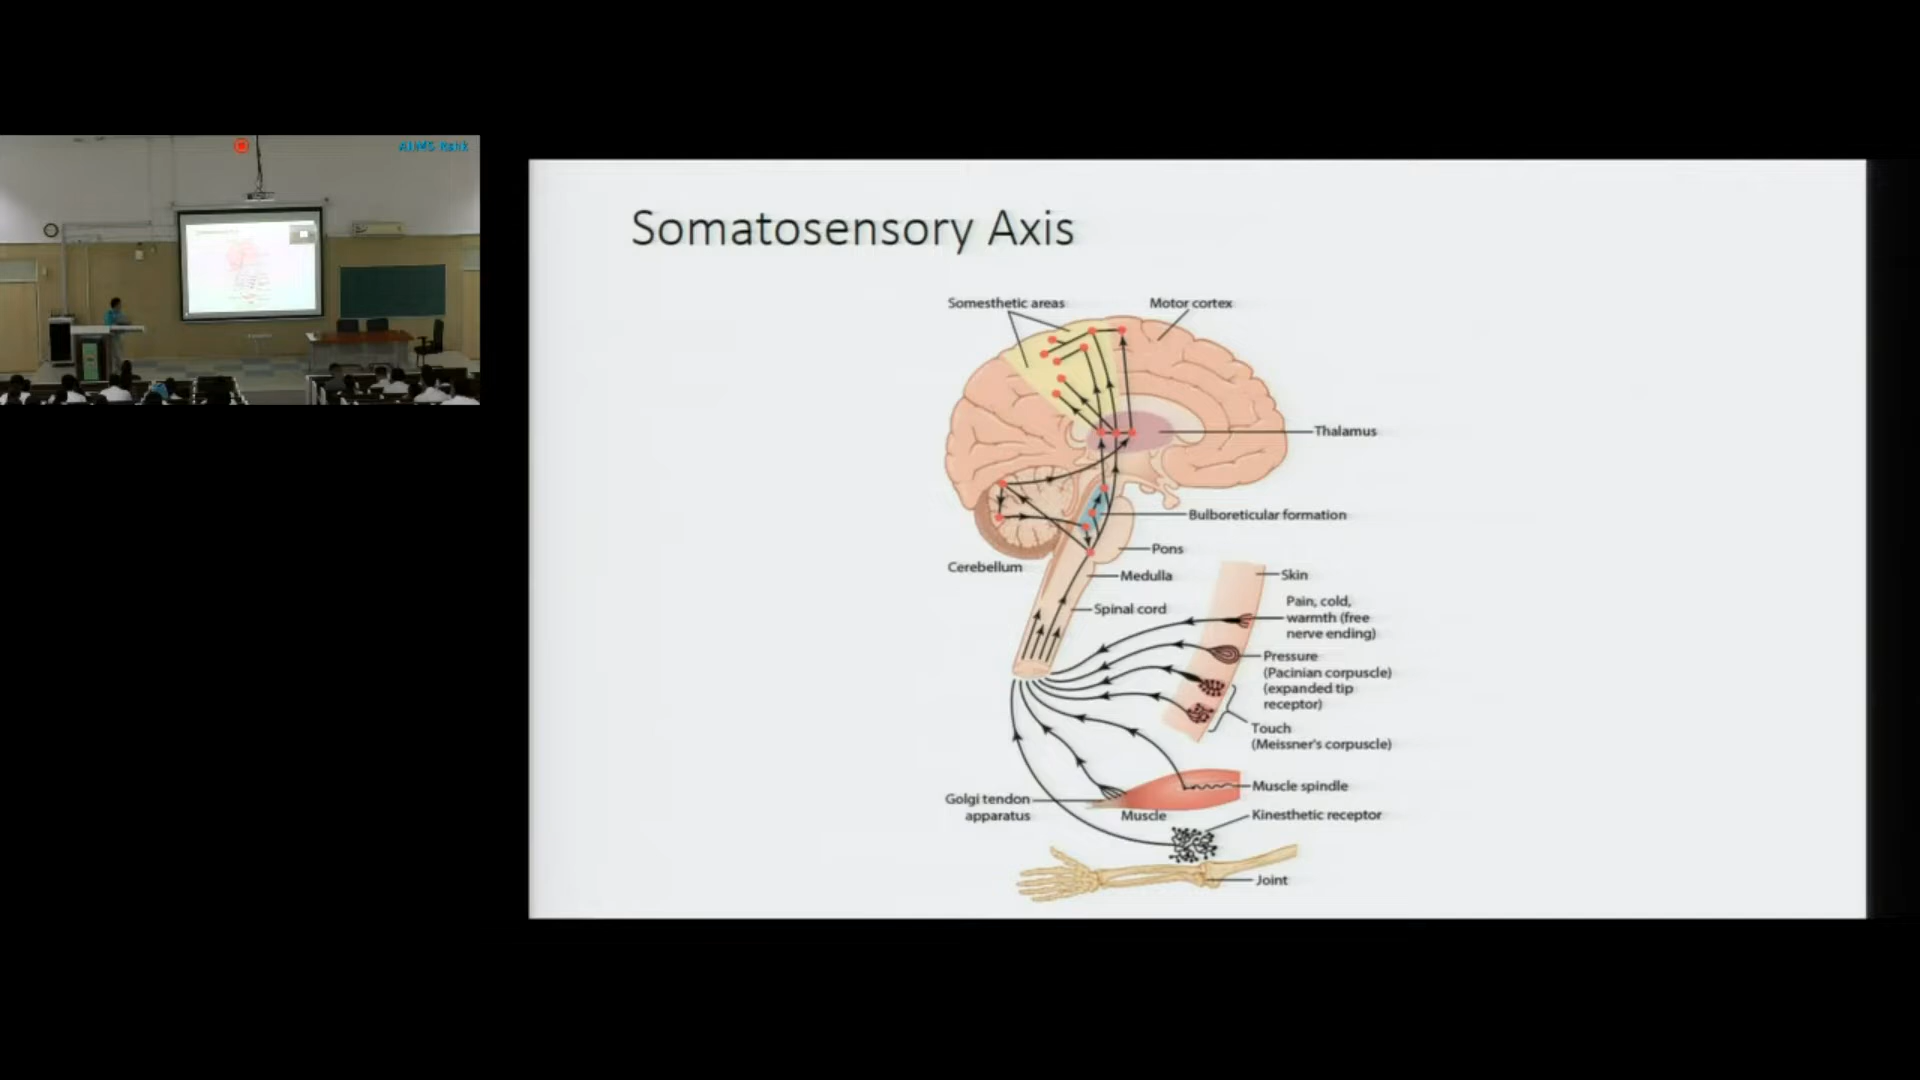 Somatosensory Axis
Somesthetic areas
Motor cortex
Thalamus
Bulboreticular formation
Pons
Cerebellum
Medulla
Skin
Spinal cord
Pain, cold,
warmth (free
nerve ending)
Pressure
(Pacinian corpuscle)
(expanded tip
receptor)
Touch
(Meissner's corpuscle)
Muscle spindle
Golgi tendon
apparatus
Muscle
Kinesthetic receptor
Joint